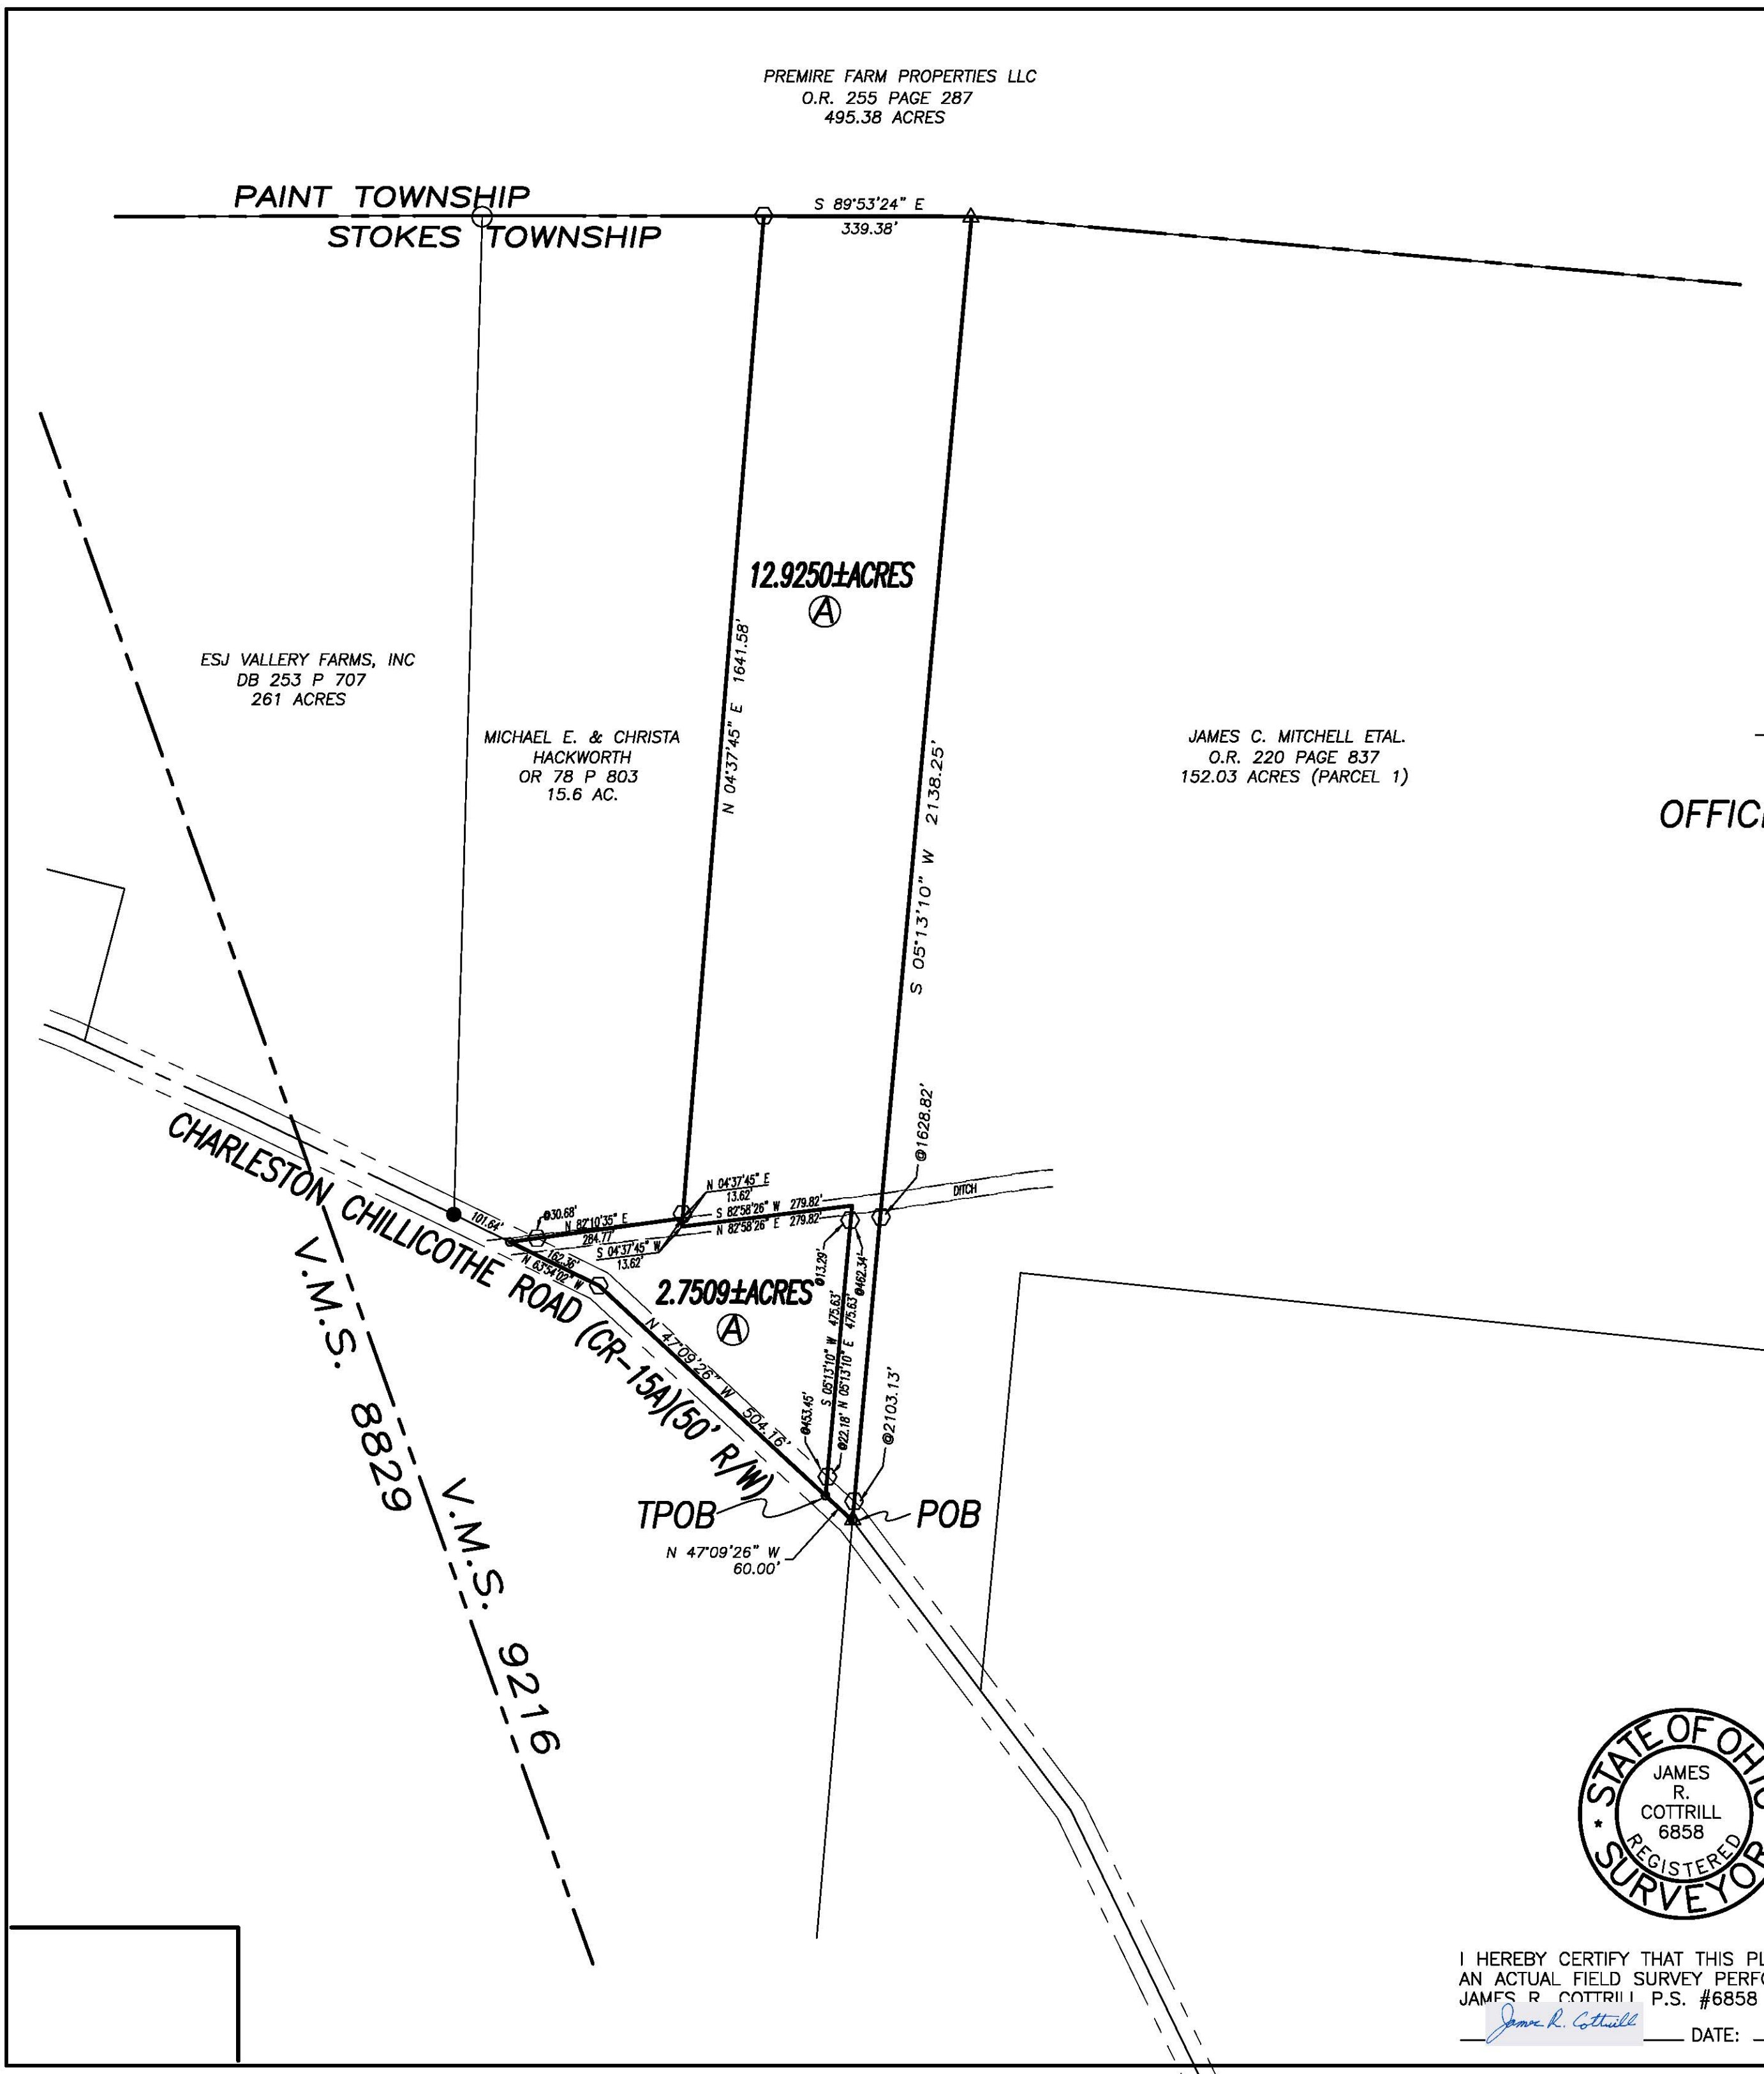 PREMIRE FARM PROPERTIES LLC
O.R. 255 PAGE 287
495.38 ACRES
PAINT TOWNSHIP
STOKES TOWNSHIP
S 89°53'24" E
339.38'
12.9250±ACRES
A
N 04°37'45" E 1641.58'
S 05°13'10" W 2138.25'
ESJ VALLERY FARMS, INC
DB 253 P 707
261 ACRES
MICHAEL E. & CHRISTA
HACKWORTH
OR 78 P 803
15.6 AC.
JAMES C. MITCHELL ETAL.
O.R. 220 PAGE 837
152.03 ACRES (PARCEL 1)
OFFICI
@1628.82'
DITCH
N 04°37'45" E
13.62'
S 82°58'26" W 279.82'
N 82°58'26" E 279.82'
@30.68'
N 82°10'35" E
284.77'
S 04°37'45" W
13.62'
101.64'
162.36'
N 63°54'02" W
CHARLESTON CHILLICOTHE ROAD (CR-15A)(50' R/W)
2.7509±ACRES
A
@13.29'
@462.34'
S 05°13'10" W 475.63'
N 05°13'10" E 475.63'
N 47°09'26" W 504.16'
@453.45'
@22.18'
@2103.13'
TPOB
POB
N 47°09'26" W
60.00'
V.M.S. 8829
V.M.S. 9216
STATE OF OHIO
JAMES
R.
COTTRILL
6858
REGISTERED
* SURVEYOR
I HEREBY CERTIFY THAT THIS PL
AN ACTUAL FIELD SURVEY PERFO
JAMES R. COTTRILL P.S. #6858
James R. Cottrill
DATE: